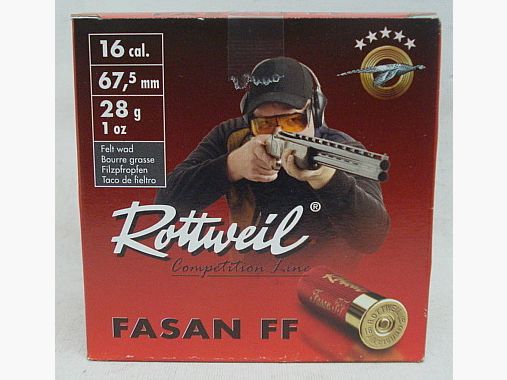 16 cal.
67,5 mm
28 g
1 oz
Felt wad
Bourre grasse
Filzpfropfen
Taco de fieltro
Rottweil ®
Competition Line
FASAN FF